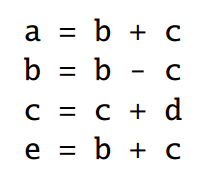 a = b + c
b = b - c
c = c + d
e = b + c